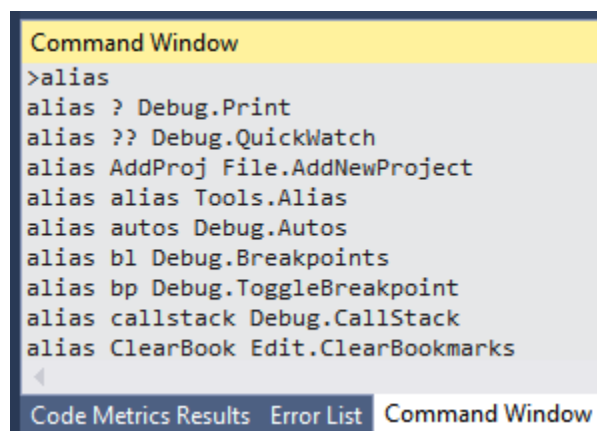 Command Window
>alias
alias ? Debug.Print
alias ?? Debug.QuickWatch
alias AddProj File.AddNewProject
alias alias Tools.Alias
alias autos Debug.Autos
alias bl Debug.Breakpoints
alias bp Debug.ToggleBreakpoint
alias callstack Debug.CallStack
alias ClearBook Edit.ClearBookmarks
Code Metrics Results Error List Command Window